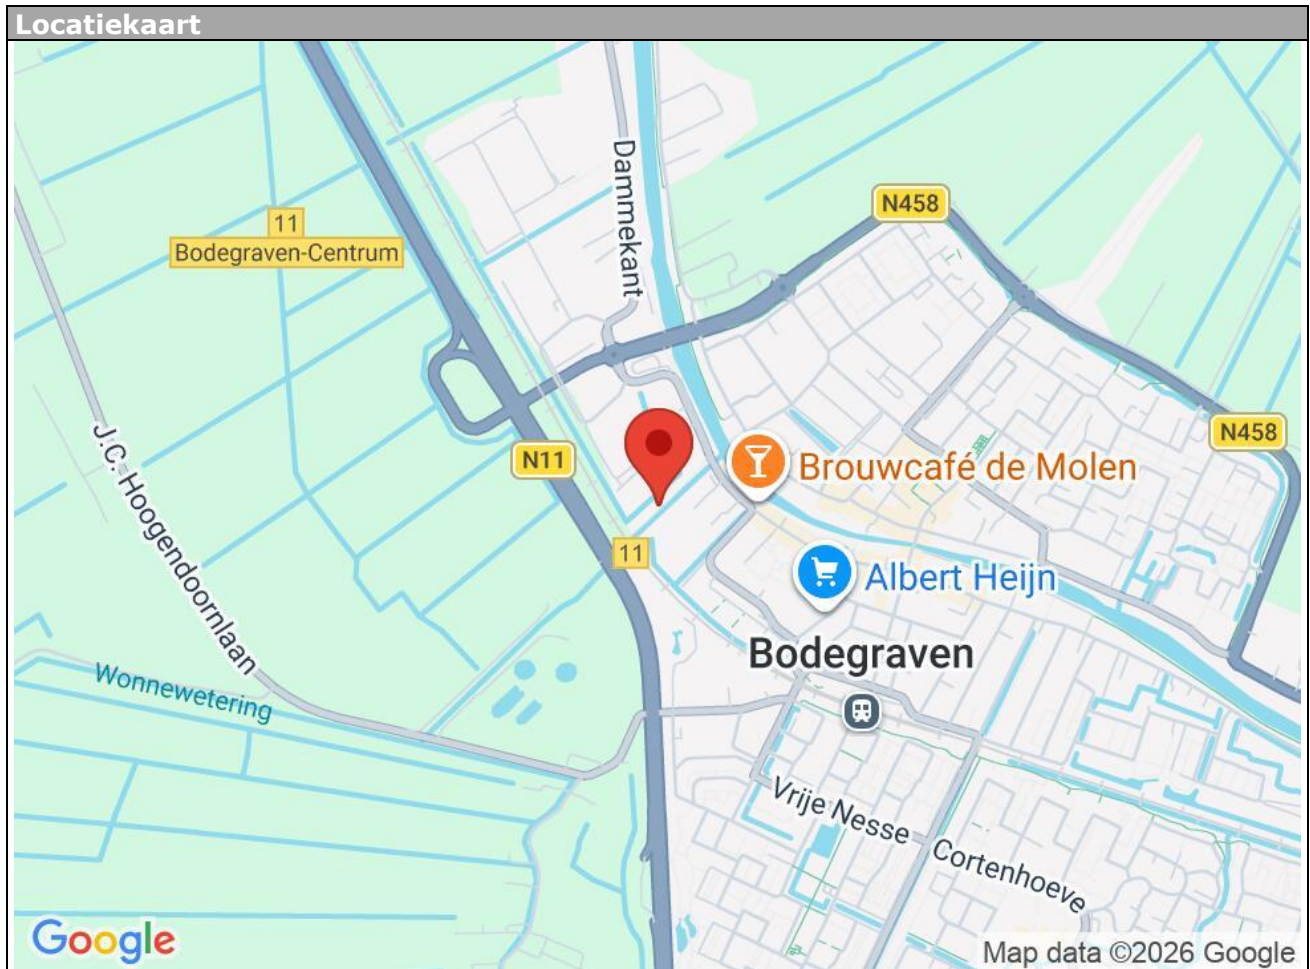 Locatiekaart
Dammekant
N458
11
Bodegraven-Centrum
N458
J.C. Hoogendoornlaan
N11
Brouwcafé de Molen
11
Albert Heijn
Bodegraven
Wonnewetering
Vrije Nesse
Cortenhoeve
Google
Map data ©2026 Google